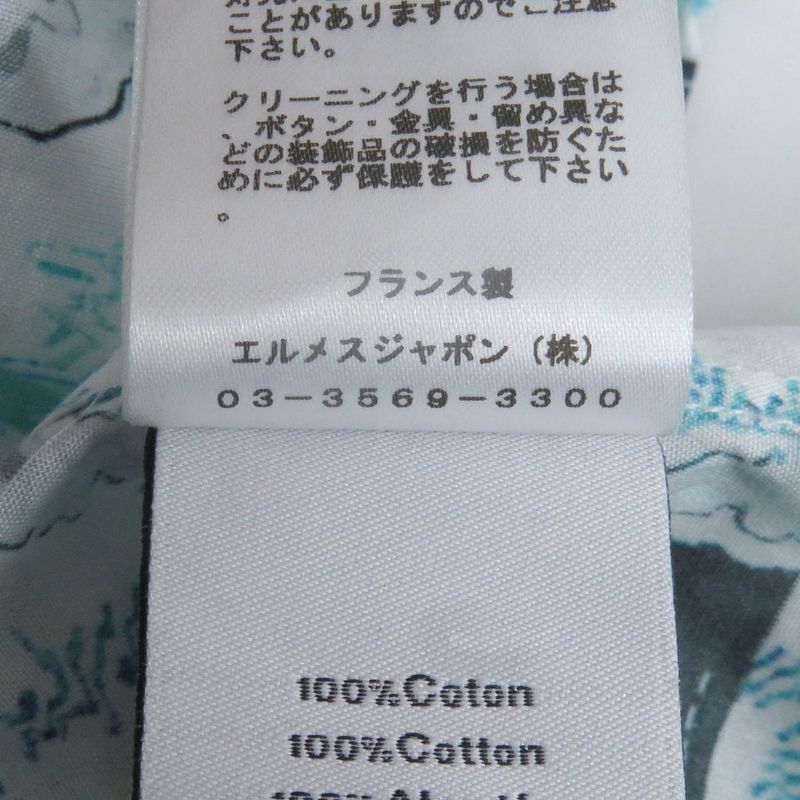 ことがありますのでご注意
下さい。
クリーニングを行う場合は
、ボタン・金具・留め具な
どの装飾品の破損を防ぐた
めに必ず保護をして下さい
。
フランス製
エルメスジャポン（株）
03－3569－3300
100%Coton
100%Cotton